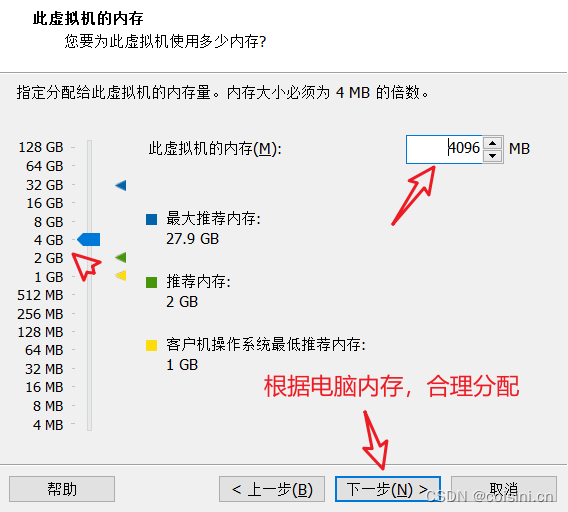 此虚拟机的内存
您要为此虚拟机使用多少内存?
指定分配给此虚拟机的内存量。内存大小必须为 4 MB 的倍数。
128 GB
64 GB
32 GB
16 GB
8 GB
4 GB
2 GB
1 GB
512 MB
256 MB
128 MB
64 MB
32 MB
16 MB
8 MB
4 MB
此虚拟机的内存(M):
4096 MB
最大推荐内存:
27.9 GB
推荐内存:
2 GB
客户机操作系统最低推荐内存:
1 GB
根据电脑内存，合理分配
帮助
< 上一步(B)
下一步(N) >
取消
CSDN @coisini.cn